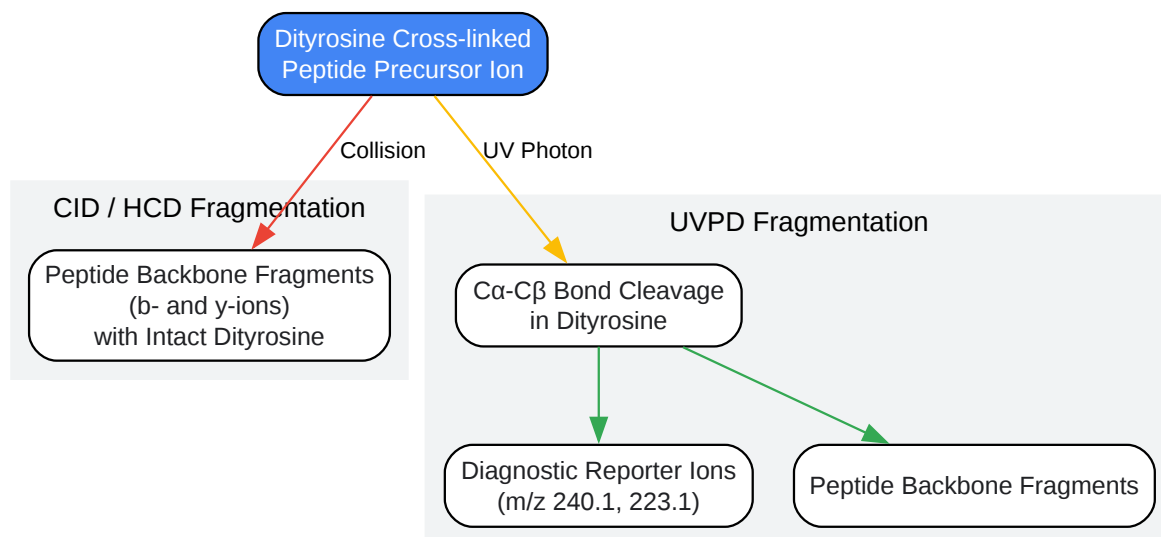 Dityrosine Cross-linked
Peptide Precursor Ion
Collision
UV Photon
CID / HCD Fragmentation
UVPD Fragmentation
Peptide Backbone Fragments
(b- and y-ions)
with Intact Dityrosine
Cα-Cβ Bond Cleavage
in Dityrosine
Diagnostic Reporter Ions
(m/z 240.1, 223.1)
Peptide Backbone Fragments